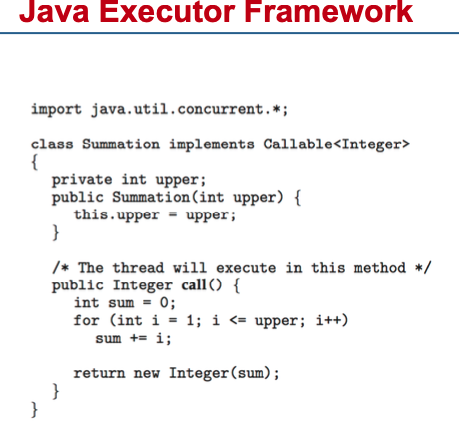 Java Executor Framework
import java.util.concurrent.*;
class Summation implements Callable<Integer>
{
private int upper;
public Summation(int upper) {
this.upper = upper;
}
/* The thread will execute in this method */
public Integer call() {
int sum = 0;
for (int i = 1; i <= upper; i++)
sum += i;
return new Integer(sum);
}
}